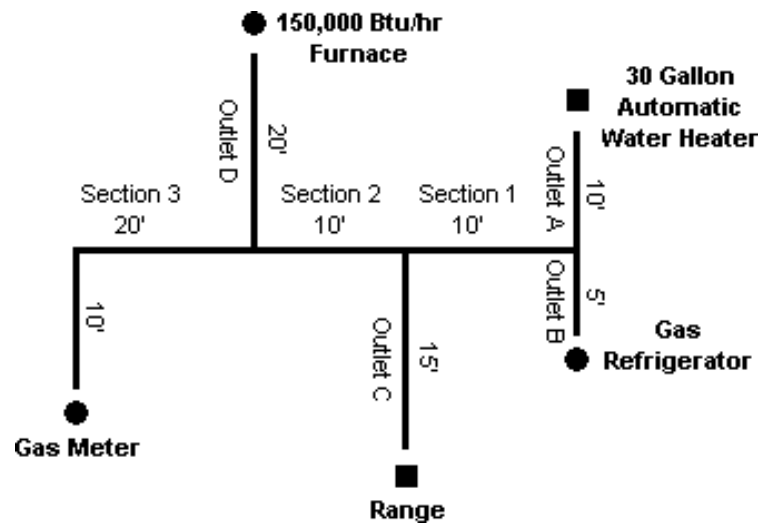 150,000 Btu/hr
Furnace
30 Gallon
Automatic
Water Heater
Outlet D
20'
Section 3
20'
Section 2
10'
Section 1
10'
Outlet A
10'
Outlet B
5'
Gas
Refrigerator
10'
Outlet C
15'
Gas Meter
Range